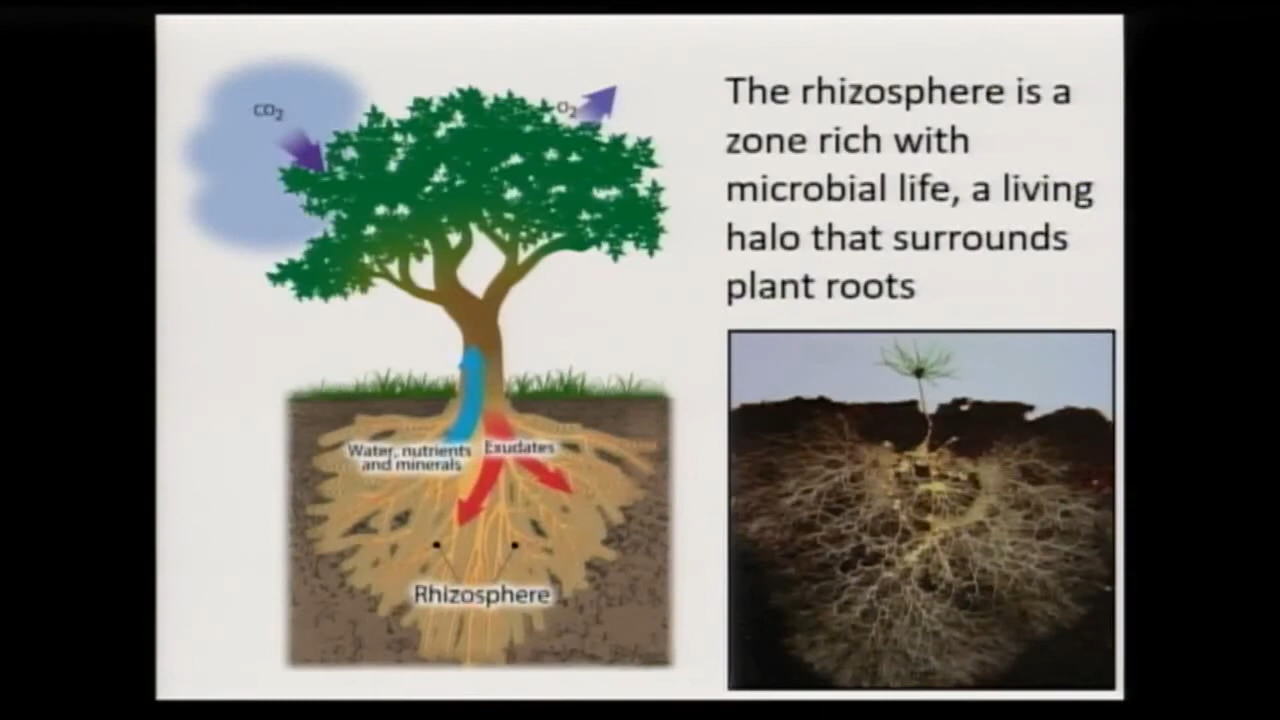 CO2
O2
The rhizosphere is a
zone rich with
microbial life, a living
halo that surrounds
plant roots
Water, nutrients
and minerals
Exudates
Rhizosphere